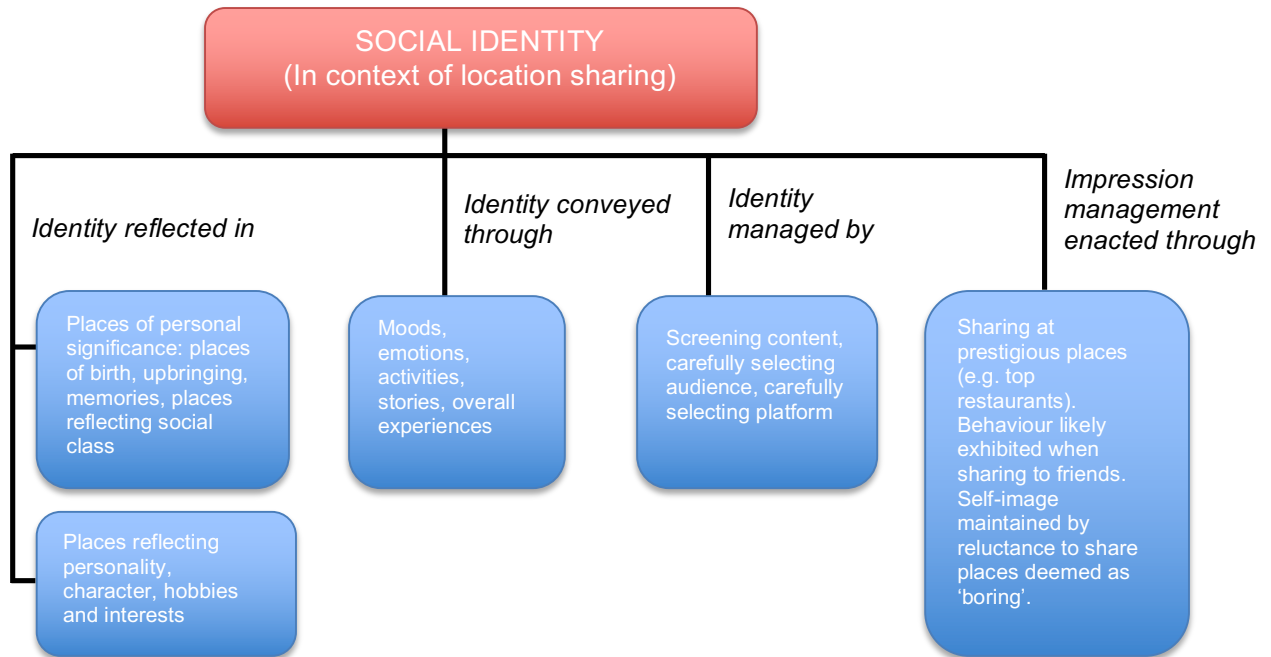 SOCIAL IDENTITY
(In context of location sharing)
Identity reflected in
Places of personal
significance: places
of birth, upbringing,
memories, places
reflecting social
class
Places reflecting
personality,
character, hobbies
and interests
Identity conveyed
through
Moods,
emotions,
activities,
stories, overall
experiences
Identity
managed by
Screening content,
carefully selecting
audience, carefully
selecting platform
Impression
management
enacted through
Sharing at
prestigious places
(e.g. top
restaurants).
Behaviour likely
exhibited when
sharing to friends.
Self-image
maintained by
reluctance to share
places deemed as
‘boring’.